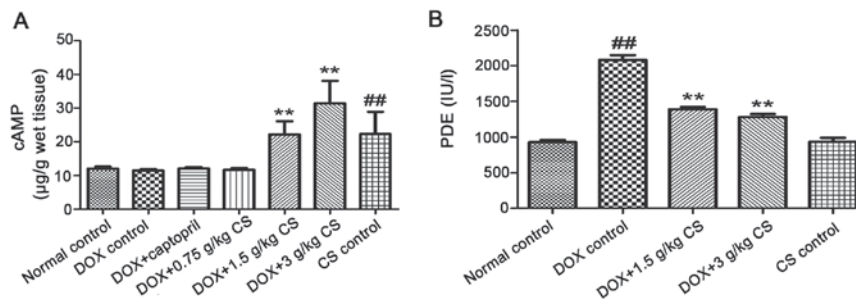 A
cAMP
(µg/g wet tissue)
50
40
30
20
10
0
**
**
##
Normal control
DOX control
DOX+captopril
DOX+0.75 g/kg CS
DOX+1.5 g/kg CS
DOX+3 g/kg CS
CS control
B
PDE (IU/l)
2500
2000
1500
1000
500
0
##
**
**
Normal control
DOX control
DOX+1.5 g/kg CS
DOX+3 g/kg CS
CS control